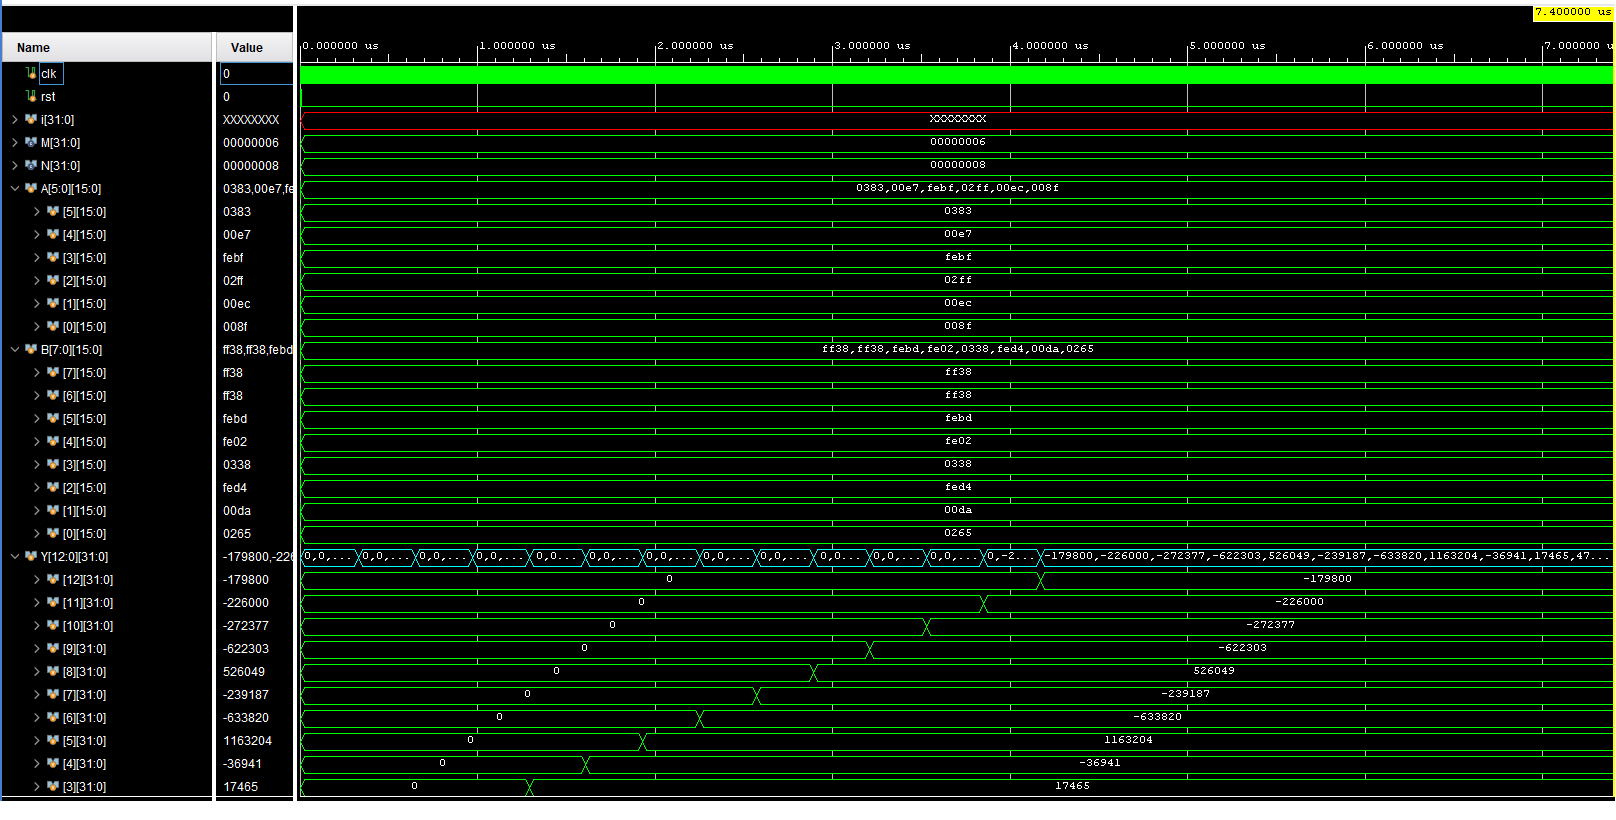 7.400000 us
Name Value 0.000000 us 1.000000 us 2.000000 us 3.000000 us 4.000000 us 5.000000 us 6.000000 us 7.000000 u
clk 0
rst 0
i[31:0] XXXXXXXX XXXXXXXX
M[31:0] 00000006 00000006
N[31:0] 00000008 00000008
A[5:0][15:0] 0383,00e7,fe 0383,00e7,febf,02ff,00ec,008f
[5][15:0] 0383 0383
[4][15:0] 00e7 00e7
[3][15:0] febf febf
[2][15:0] 02ff 02ff
[1][15:0] 00ec 00ec
[0][15:0] 008f 008f
B[7:0][15:0] ff38,ff38,febd ff38,ff38,febd,fe02,0338,fed4,00da,0265
[7][15:0] ff38 ff38
[6][15:0] ff38 ff38
[5][15:0] febd febd
[4][15:0] fe02 fe02
[3][15:0] 0338 0338
[2][15:0] fed4 fed4
[1][15:0] 00da 00da
[0][15:0] 0265 0265
Y[12:0][31:0] -179800,-226 0,0,... 0,0,... 0,0,... 0,0,... 0,0,... 0,0,... 0,0,... 0,0,... 0,0,... 0,0,... 0,0,... 0,0,... 0,-2... -179800,-226000,-272377,-622303,526049,-239187,-633820,1163204,-36941,17465,47...
[12][31:0] -179800 0 -179800
[11][31:0] -226000 0 -226000
[10][31:0] -272377 0 -272377
[9][31:0] -622303 0 -622303
[8][31:0] 526049 0 526049
[7][31:0] -239187 0 -239187
[6][31:0] -633820 0 -633820
[5][31:0] 1163204 0 1163204
[4][31:0] -36941 0 -36941
[3][31:0] 17465 0 17465